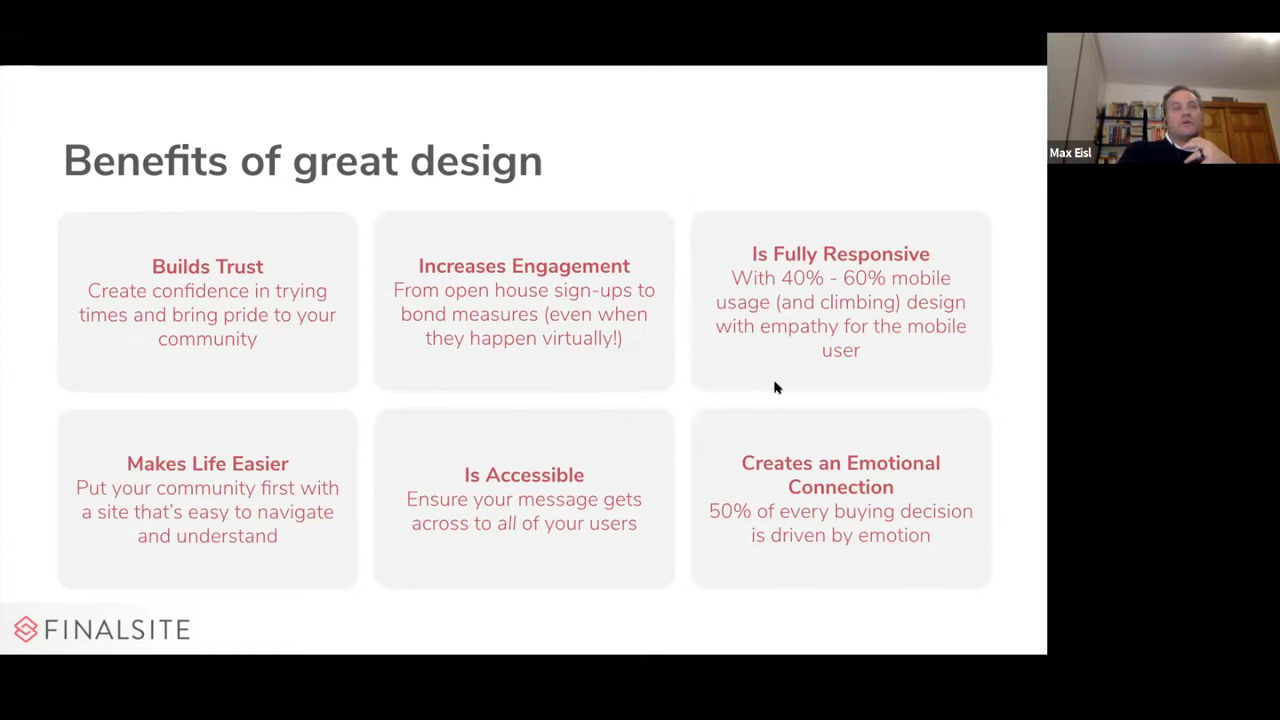 Benefits of great design
Builds Trust
Create confidence in trying
times and bring pride to your
community
Increases Engagement
From open house sign-ups to
bond measures (even when
they happen virtually!)
Is Fully Responsive
With 40% - 60% mobile
usage (and climbing) design
with empathy for the mobile
user
Makes Life Easier
Put your community first with
a site that's easy to navigate
and understand
Is Accessible
Ensure your message gets
across to all of your users
Creates an Emotional
Connection
50% of every buying decision
is driven by emotion
FINALSITE
Max Eisl